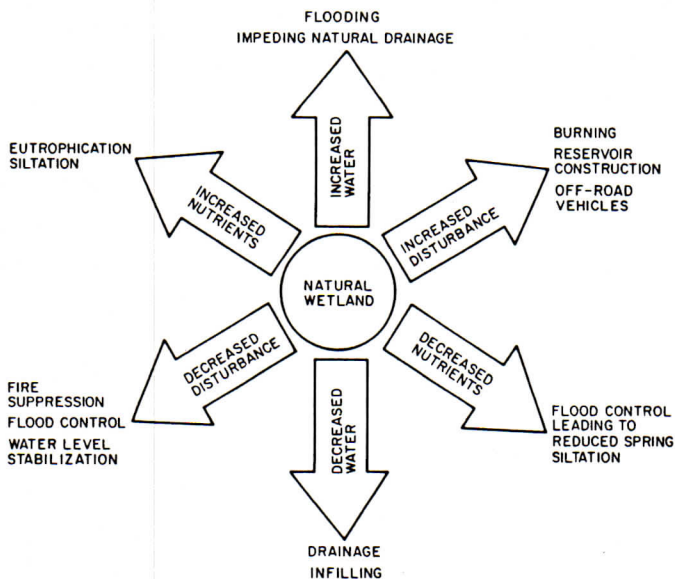 FLOODING
IMPEDING NATURAL DRAINAGE
INCREASED
WATER
EUTROPHICATION
SILTATION
INCREASED
NUTRIENTS
BURNING
RESERVOIR
CONSTRUCTION
OFF-ROAD
VEHICLES
INCREASED
DISTURBANCE
NATURAL
WETLAND
DECREASED
DISTURBANCE
FIRE
SUPPRESSION
FLOOD CONTROL
WATER LEVEL
STABILIZATION
DECREASED
NUTRIENTS
FLOOD CONTROL
LEADING TO
REDUCED SPRING
SILTATION
DECREASED
WATER
DRAINAGE
INFILLING